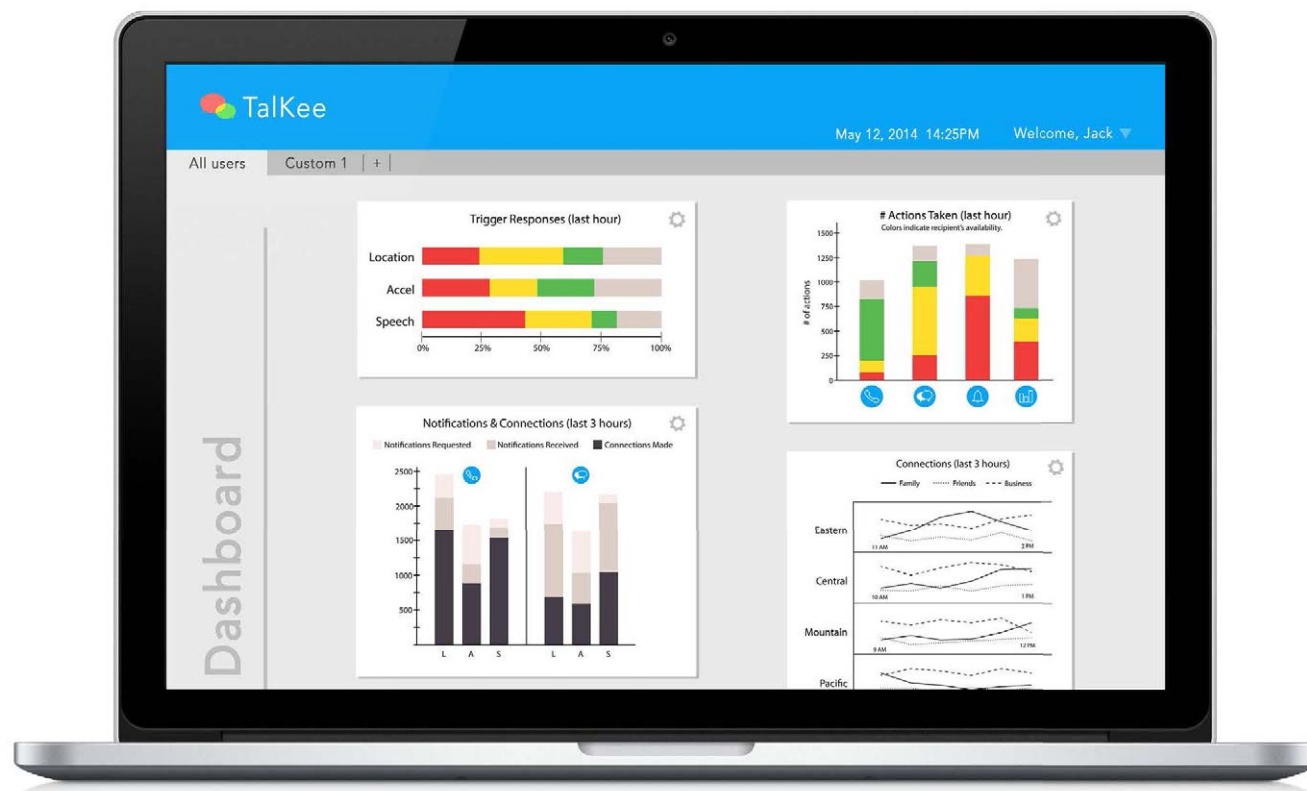 TalKee
May 12, 2014 14:25PM Welcome, Jack
All users Custom 1 +
Dashboard
Trigger Responses (last hour)
Location
Accel
Speech
0% 25% 50% 75% 100%
# Actions Taken (last hour)
Colors indicate recipient's availability.
# of actions
1500
1250
1000
750
500
250
0
Notifications & Connections (last 3 hours)
Notifications Requested Notifications Received Connections Made
2500
2000
1500
1000
500
L A S L A S
Connections (last 3 hours)
Family Friends Business
Eastern
11 AM 2 PM
Central
10 AM 1 PM
Mountain
9 AM 12 PM
Pacific